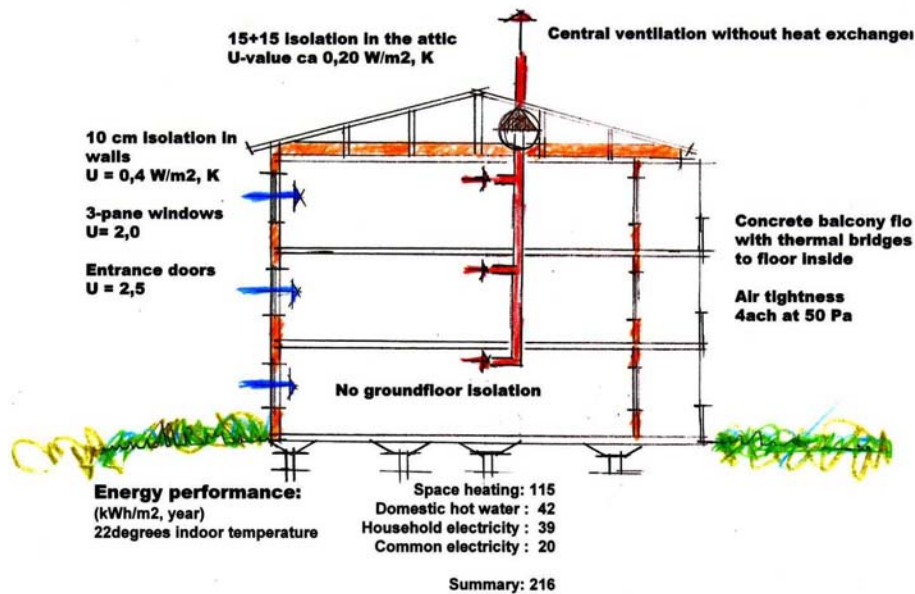 15+15 isolation in the attic
U-value ca 0,20 W/m2, K
Central ventilation without heat exchanger
10 cm isolation in
walls
U = 0,4 W/m2, K
3-pane windows
U= 2,0
Entrance doors
U = 2,5
Concrete balcony flo
with thermal bridges
to floor inside
Air tightness
4ach at 50 Pa
No groundfloor isolation
Energy performance:
(kWh/m2, year)
22degrees indoor temperature
Space heating: 115
Domestic hot water : 42
Household electricity : 39
Common electricity : 20
Summary: 216